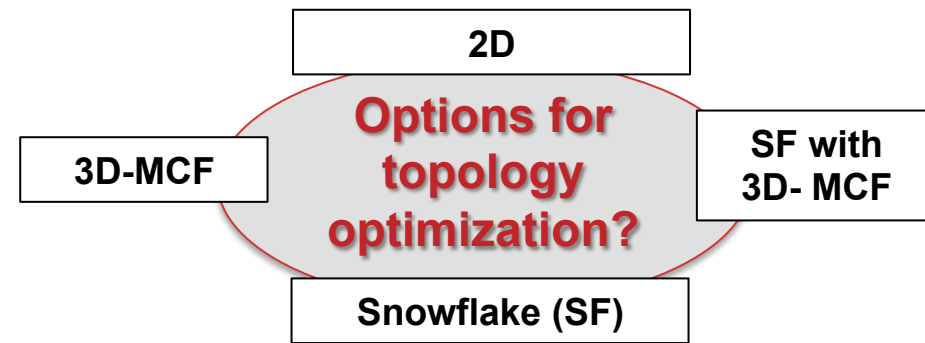 2D
Options for
topology
optimization?
3D-MCF
SF with
3D- MCF
Snowflake (SF)